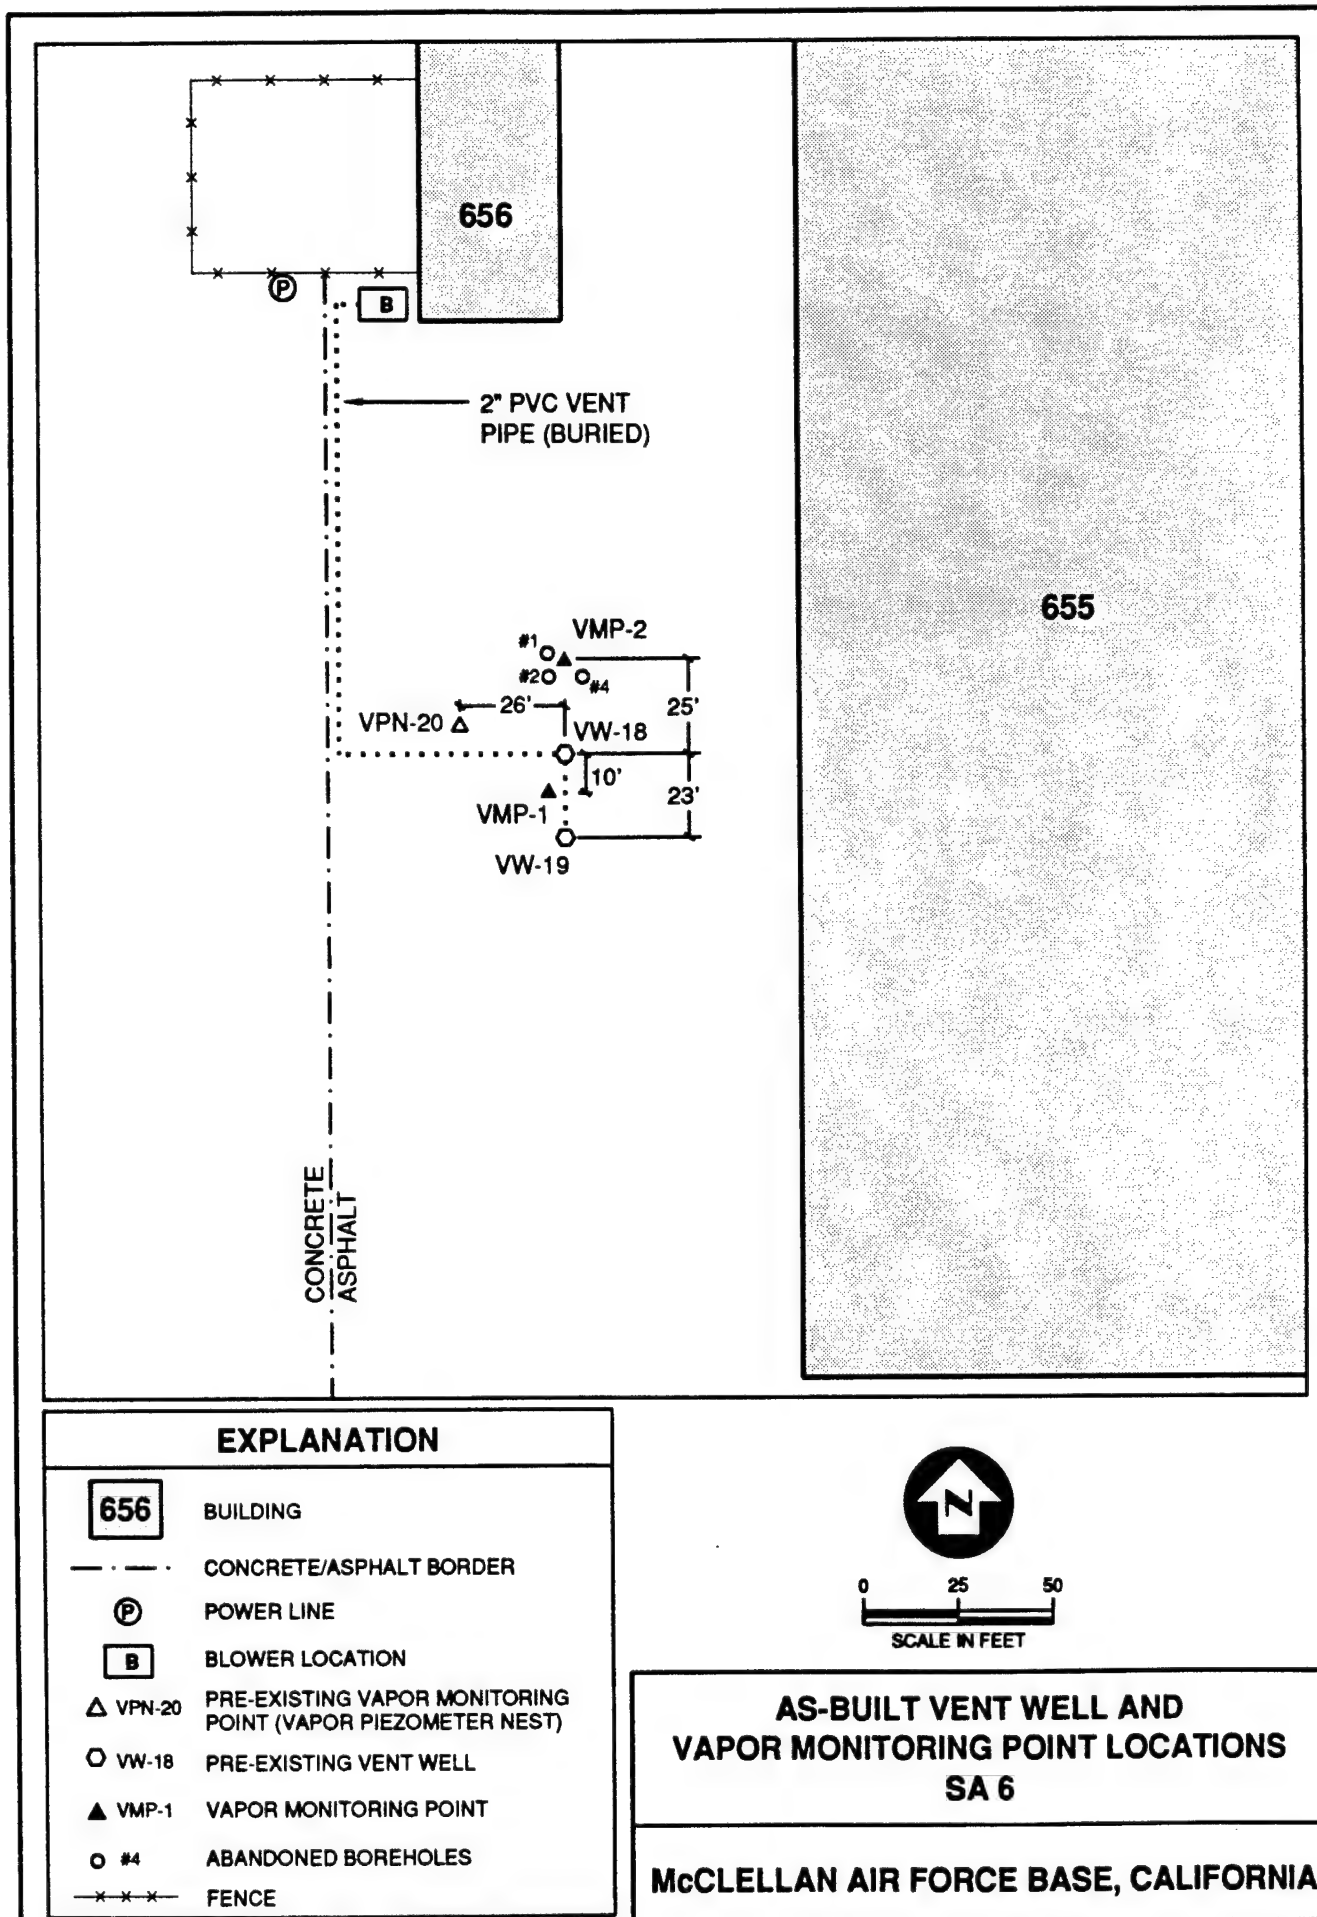 656
P
B
2" PVC VENT
PIPE (BURIED)
655
#1
VMP-2
#2
#4
26'
25'
VPN-20
VW-18
10'
23'
VMP-1
VW-19
CONCRETE
ASPHALT
EXPLANATION
656 BUILDING
CONCRETE/ASPHALT BORDER
P POWER LINE
B BLOWER LOCATION
VPN-20 PRE-EXISTING VAPOR MONITORING
POINT (VAPOR PIEZOMETER NEST)
VW-18 PRE-EXISTING VENT WELL
VMP-1 VAPOR MONITORING POINT
#4 ABANDONED BOREHOLES
FENCE
N
0 25 50
SCALE IN FEET
AS-BUILT VENT WELL AND
VAPOR MONITORING POINT LOCATIONS
SA 6
McCLELLAN AIR FORCE BASE, CALIFORNIA